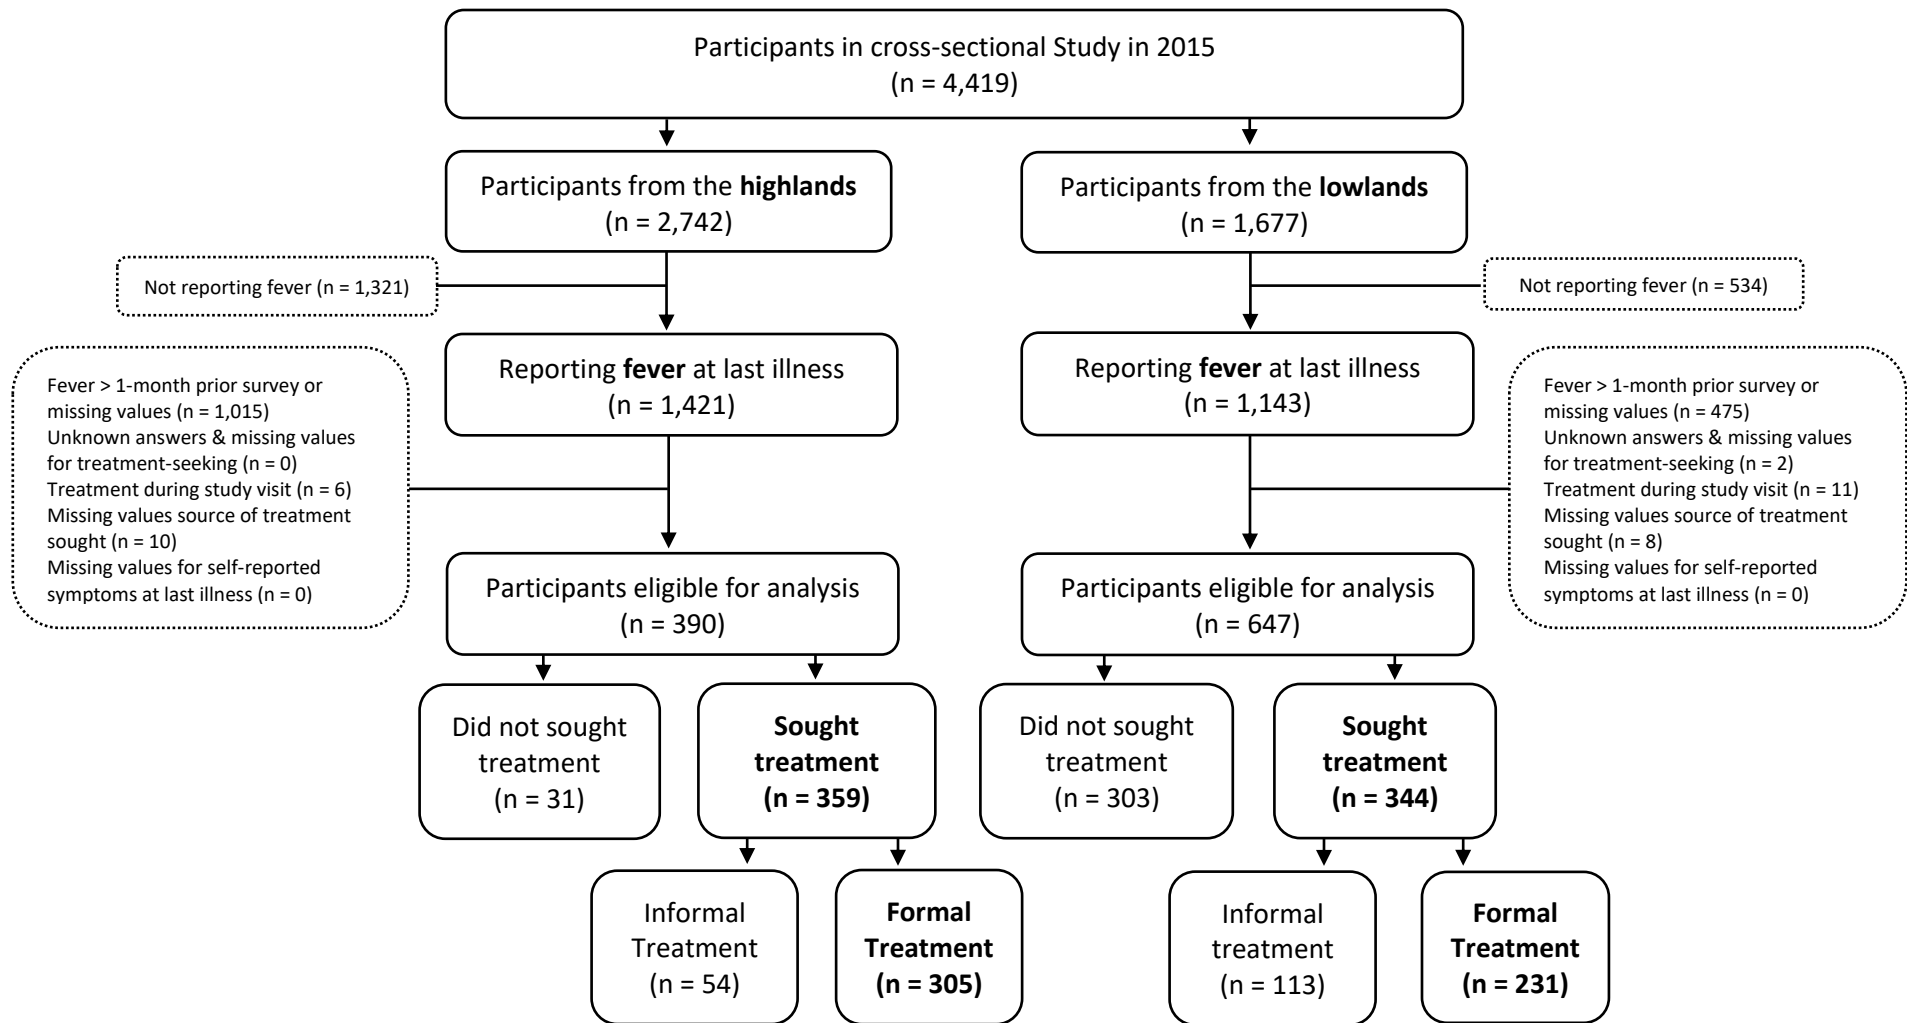 Participants in cross-sectional Study in 2015
(n = 4,419)
Participants from the highlands
(n = 2,742)
Participants from the lowlands
(n = 1,677)
Not reporting fever (n = 1,321)
Not reporting fever (n = 534)
Reporting fever at last illness
(n = 1,421)
Reporting fever at last illness
(n = 1,143)
Fever > 1-month prior survey or
missing values (n = 1,015)
Unknown answers & missing values
for treatment-seeking (n = 0)
Treatment during study visit (n = 6)
Missing values source of treatment
sought (n = 10)
Missing values for self-reported
symptoms at last illness (n = 0)
Fever > 1-month prior survey or
missing values (n = 475)
Unknown answers & missing values
for treatment-seeking (n = 2)
Treatment during study visit (n = 11)
Missing values source of treatment
sought (n = 8)
Missing values for self-reported
symptoms at last illness (n = 0)
Participants eligible for analysis
(n = 390)
Participants eligible for analysis
(n = 647)
Did not sought
treatment
(n = 31)
Sought
treatment
(n = 359)
Did not sought
treatment
(n = 303)
Sought
treatment
(n = 344)
Informal
Treatment
(n = 54)
Formal
Treatment
(n = 305)
Informal
treatment
(n = 113)
Formal
Treatment
(n = 231)